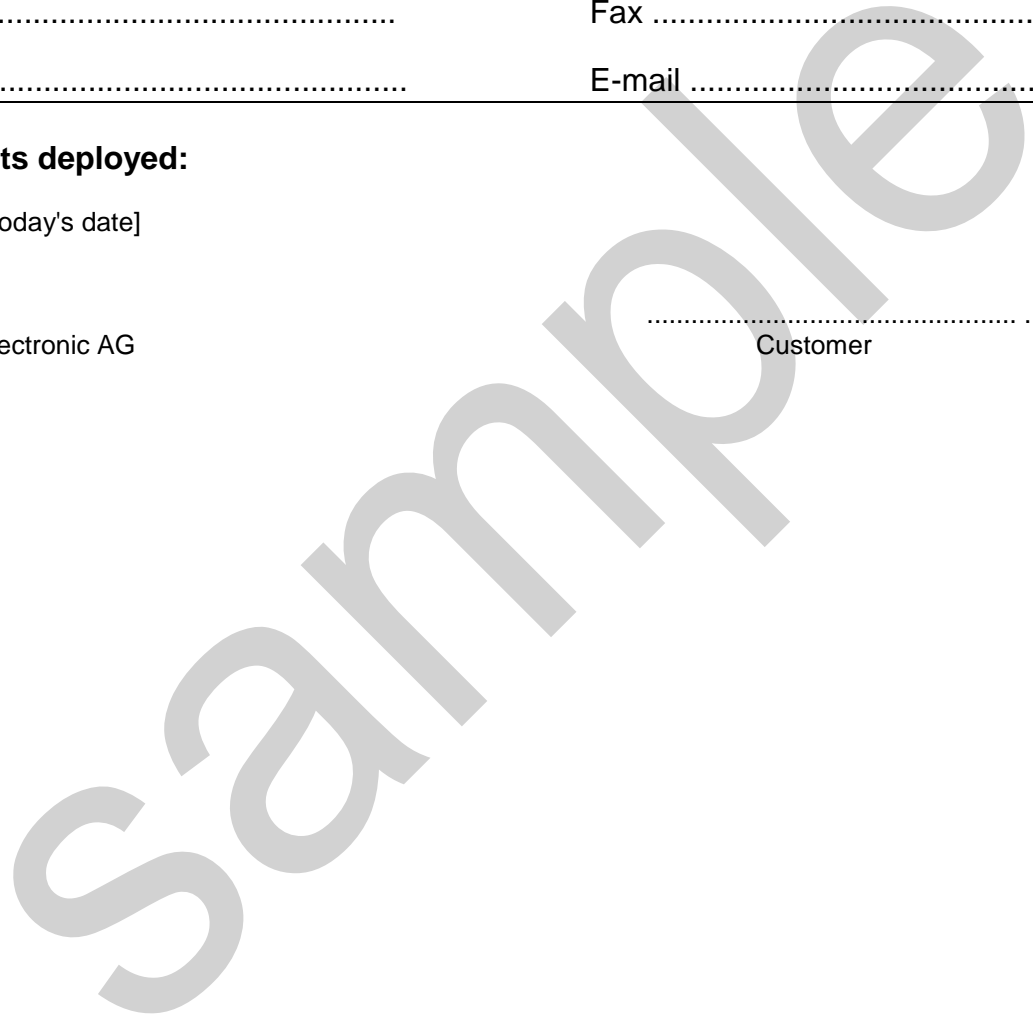 ............................................... Fax ..........................................
................................................. E-mail .....................................
ts deployed:
oday's date]
.................................................. .
ectronic AG Customer
sample